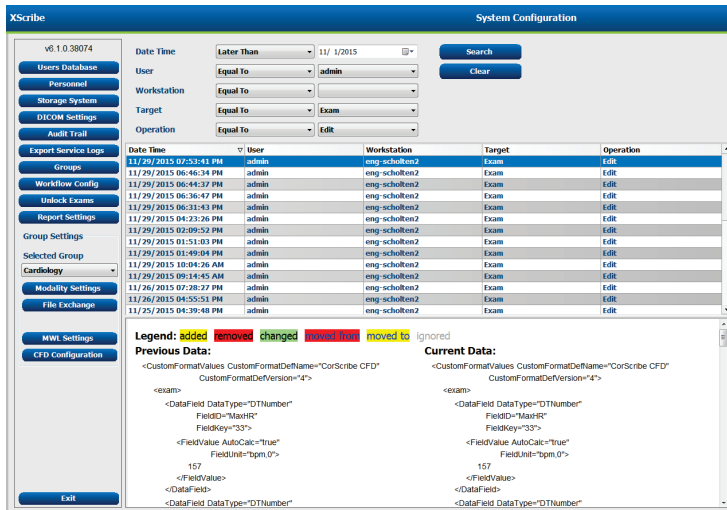 XScribe System Configuration
v6.1.0.38074
Users Database
Personnel
Storage System
DICOM Settings
Audit Trail
Export Service Logs
Groups
Workflow Config
Unlock Exams
Report Settings
Group Settings
Selected Group
Cardiology
Modality Settings
File Exchange
MWL Settings
CFD Configuration
Exit
Date Time Later Than 11/ 1/2015 Search
User Equal To admin Clear
Workstation Equal To
Target Equal To Exam
Operation Equal To Edit
Date Time User Workstation Target Operation
11/29/2015 07:53:41 PM admin eng-scholten2 Exam Edit
11/29/2015 06:46:34 PM admin eng-scholten2 Exam Edit
11/29/2015 06:44:37 PM admin eng-scholten2 Exam Edit
11/29/2015 06:36:47 PM admin eng-scholten2 Exam Edit
11/29/2015 06:31:43 PM admin eng-scholten2 Exam Edit
11/29/2015 04:23:26 PM admin eng-scholten2 Exam Edit
11/29/2015 02:09:52 PM admin eng-scholten2 Exam Edit
11/29/2015 01:51:03 PM admin eng-scholten2 Exam Edit
11/29/2015 01:49:04 PM admin eng-scholten2 Exam Edit
11/29/2015 10:04:26 AM admin eng-scholten2 Exam Edit
11/29/2015 09:14:45 AM admin eng-scholten2 Exam Edit
11/26/2015 07:28:27 PM admin eng-scholten2 Exam Edit
11/26/2015 04:55:51 PM admin eng-scholten2 Exam Edit
11/25/2015 04:39:48 PM admin eng-scholten2 Exam Edit
Legend: added removed changed moved from moved to ignored
Previous Data: Current Data:
<CustomFormatValues CustomFormatDefName="CorScribe CFD" <CustomFormatValues CustomFormatDefName="CorScribe CFD"
CustomFormatDefVersion="4"> CustomFormatDefVersion="4">
<exam> <exam>
<DataField DataType="DTNumber" <DataField DataType="DTNumber"
FieldID="MaxHR" FieldID="MaxHR"
FieldKey="33"> FieldKey="33">
<FieldValue AutoCalc="true" <FieldValue AutoCalc="true"
FieldUnit="bpm,0"> FieldUnit="bpm,0">
157 157
</FieldValue> </FieldValue>
</DataField> </DataField>
<DataField DataType="DTNumber" <DataField DataType="DTNumber"